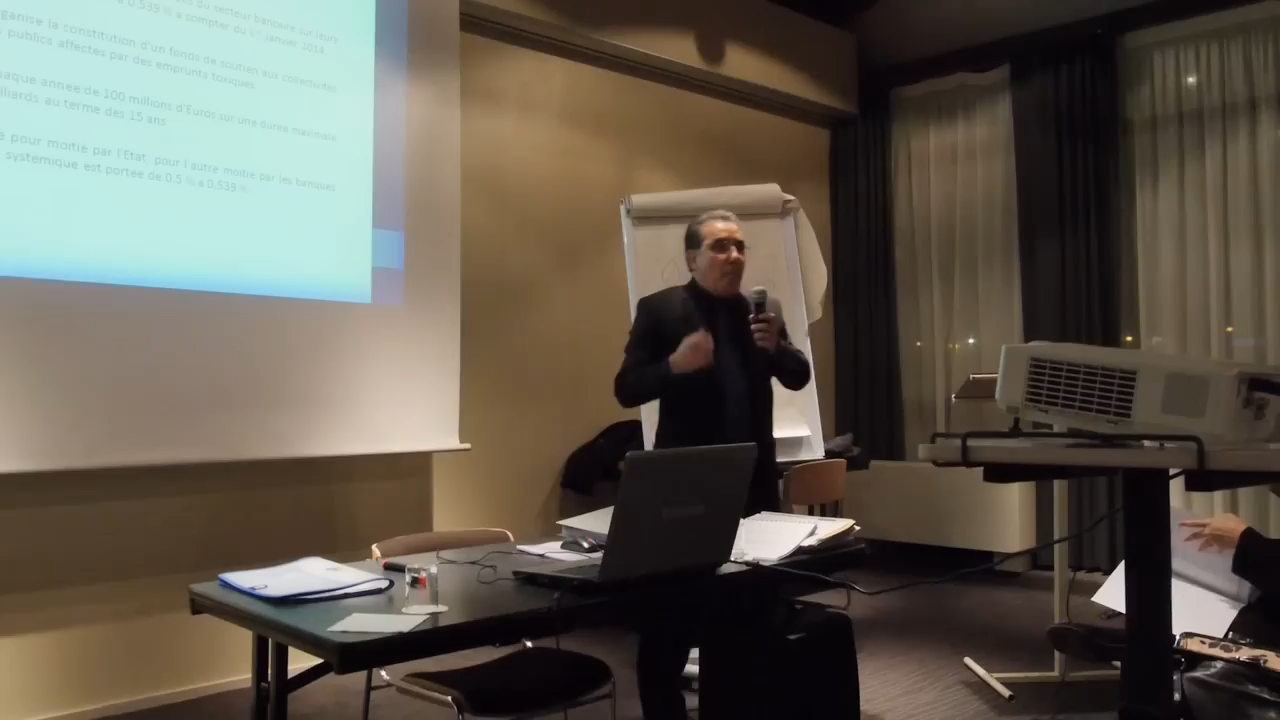 du secteur bancaire sur leurs
à 0,539 % à compter du 1er janvier 2014
ganise la constitution d'un fonds de soutien aux collectivités
publics affectés par des emprunts toxiques
aque année de 100 millions d'Euros sur une durée maximale
lliards au terme des 15 ans
e pour moitié par l'Etat, pour l'autre moitié par les banques
systémique est portée de 0,5 % à 0,539 %